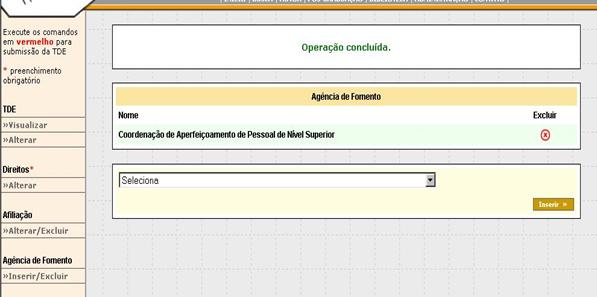 Execute os comandos
em vermelho para
submissão da TDE
* preenchimento
obrigatório
TDE
»Visualizar
»Alterar
Direitos*
»Alterar
Afiliação
»Alterar/Excluir
Agência de Fomento
»Inserir/Excluir
Operação concluída.
Agência de Fomento
Nome Excluir
Coordenação de Aperfeiçoamento de Pessoal de Nível Superior
Seleciona
Inserir »